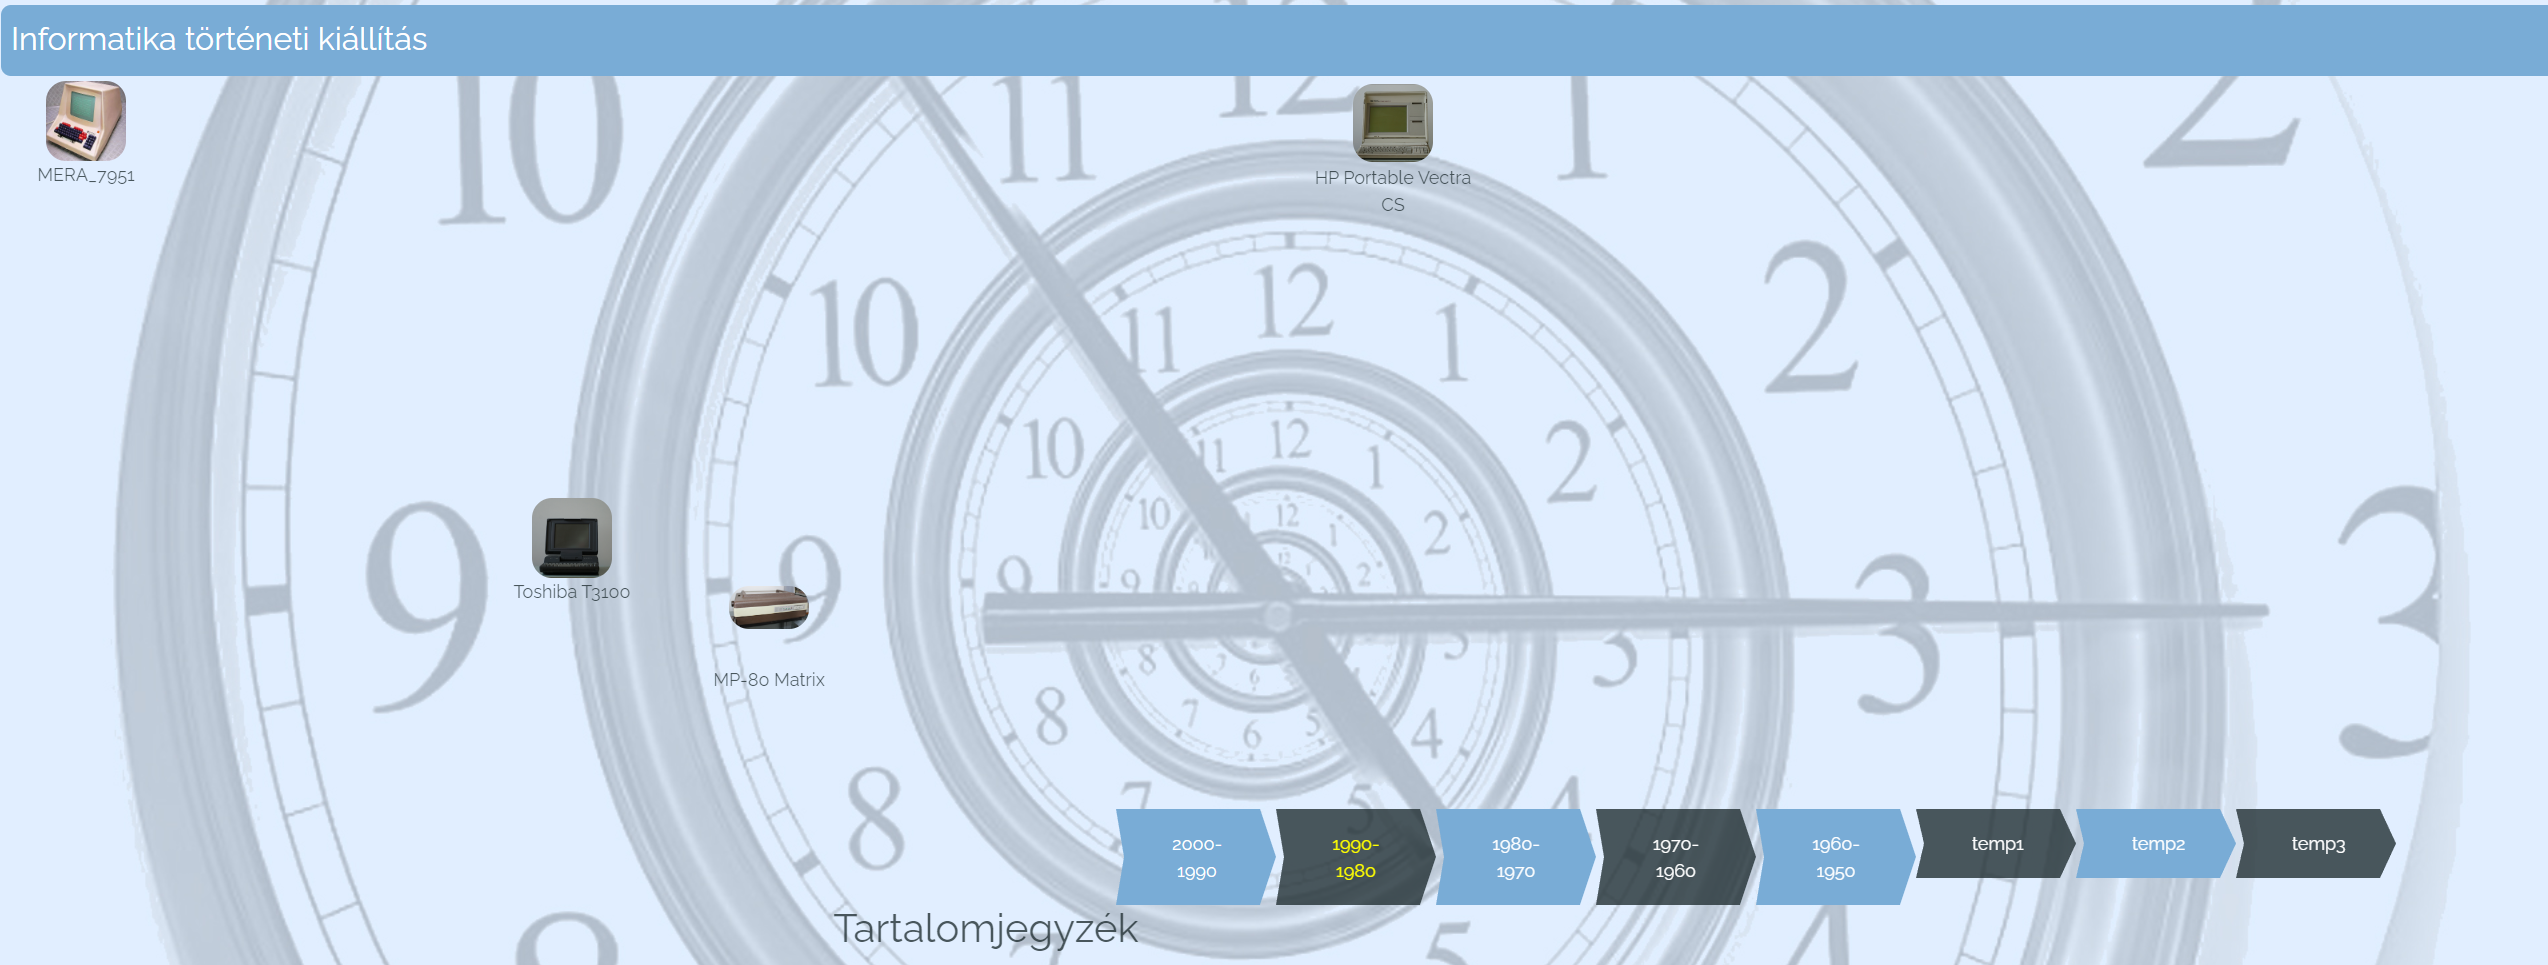 Informatika történeti kiállítás
MERA_7951
HP Portable Vectra
CS
Toshiba T3100
MP-80 Matrix
2000-
1990
1990-
1980
1980-
1970
1970-
1960
1960-
1950
temp1
temp2
temp3
Tartalomjegyzék